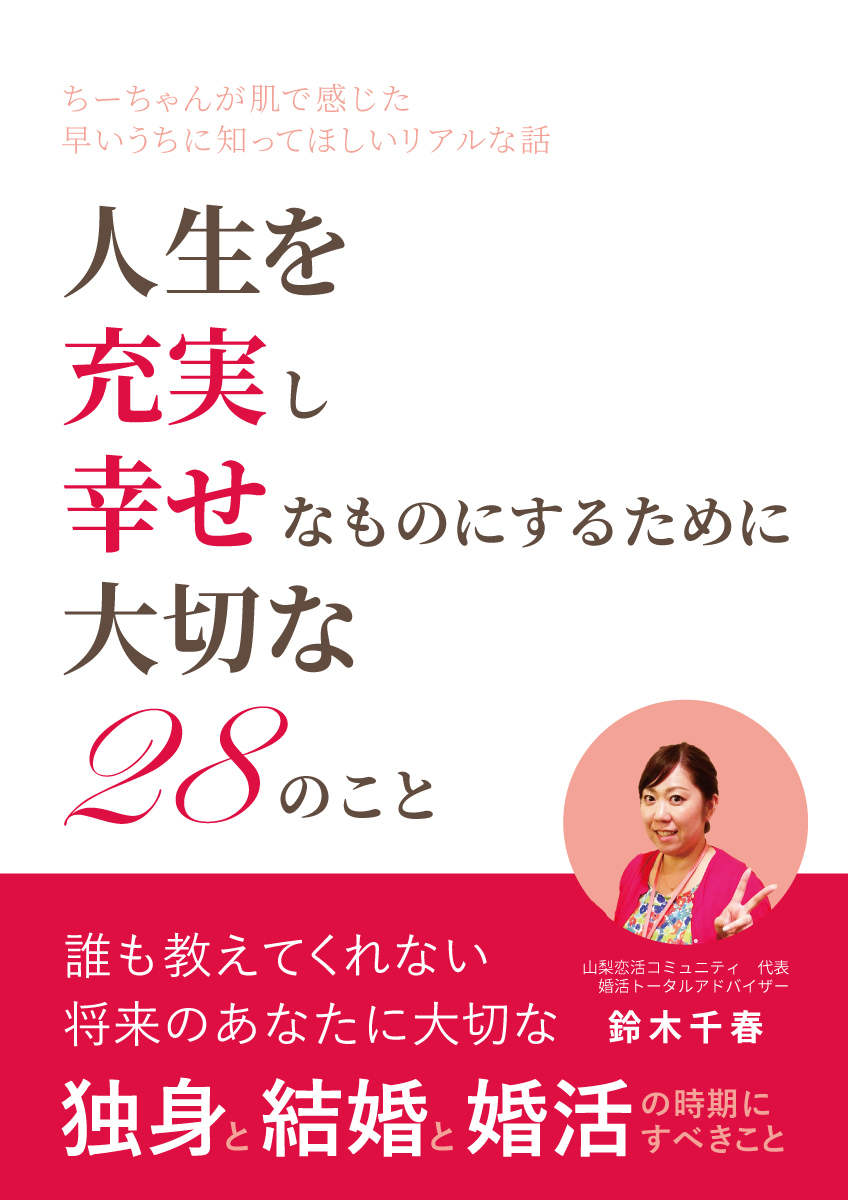 ちーちゃんが肌で感じた
早いうちに知ってほしいリアルな話
人生を
充実し
幸せなものにするために
大切な
28のこと
誰も教えてくれない
将来のあなたに大切な
独身と結婚と婚活の時期に
すべきこと
山梨恋活コミュニティ　代表
婚活トータルアドバイザー
鈴木千春